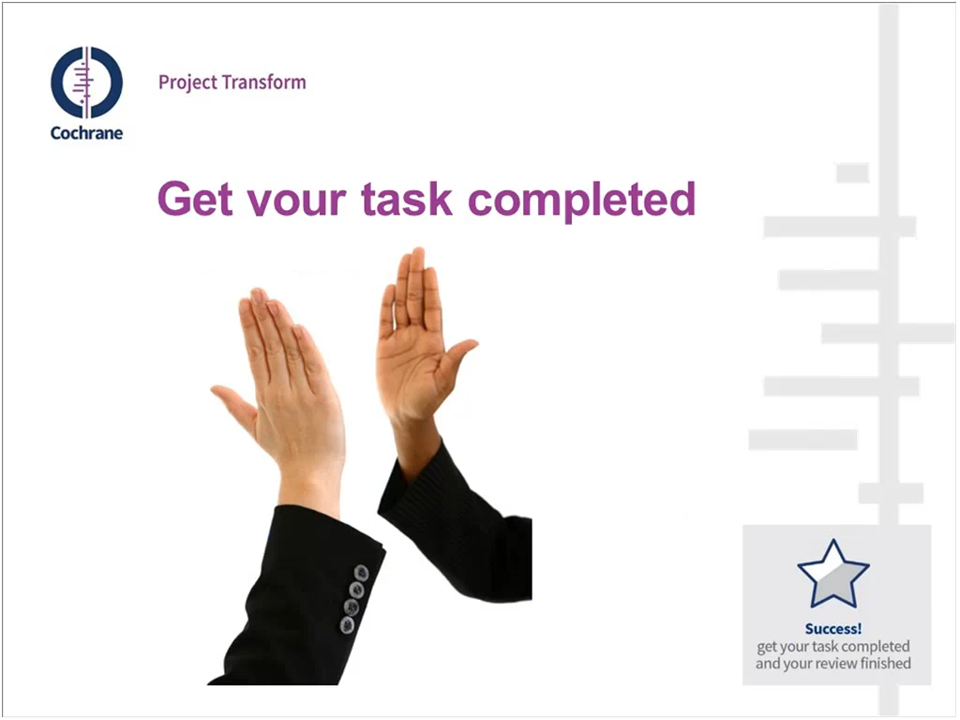 Project Transform
Cochrane
Get your task completed
Success!
get your task completed
and your review finished